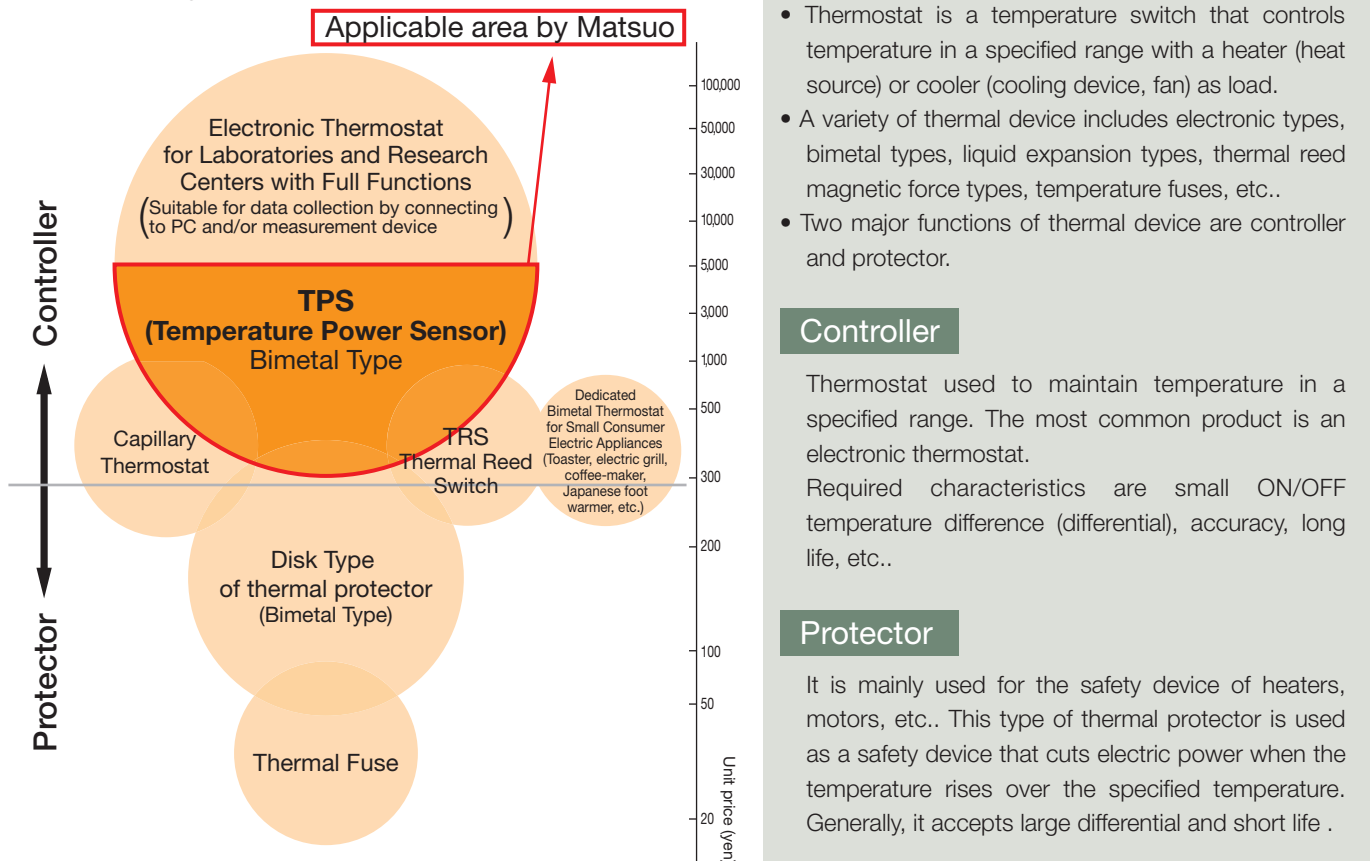 Applicable area by Matsuo
Electronic Thermostat
for Laboratories and Research
Centers with Full Functions
(Suitable for data collection by connecting
to PC and/or measurement device)
TPS
(Temperature Power Sensor)
Bimetal Type
Capillary
Thermostat
TRS
Thermal Reed
Switch
Dedicated
Bimetal Thermostat
for Small Consumer
Electric Appliances
(Toaster, electric grill,
coffee-maker,
Japanese foot
warmer, etc.)
Disk Type
of thermal protector
(Bimetal Type)
Thermal Fuse
Controller
Protector
100,000
50,000
30,000
10,000
5,000
3,000
1,000
500
300
200
100
50
20
Unit price (yen)
• Thermostat is a temperature switch that controls
temperature in a specified range with a heater (heat
source) or cooler (cooling device, fan) as load.
• A variety of thermal device includes electronic types,
bimetal types, liquid expansion types, thermal reed
magnetic force types, temperature fuses, etc..
• Two major functions of thermal device are controller
and protector.
Controller
Thermostat used to maintain temperature in a
specified range. The most common product is an
electronic thermostat.
Required characteristics are small ON/OFF
temperature difference (differential), accuracy, long
life, etc..
Protector
It is mainly used for the safety device of heaters,
motors, etc.. This type of thermal protector is used
as a safety device that cuts electric power when the
temperature rises over the specified temperature.
Generally, it accepts large differential and short life .